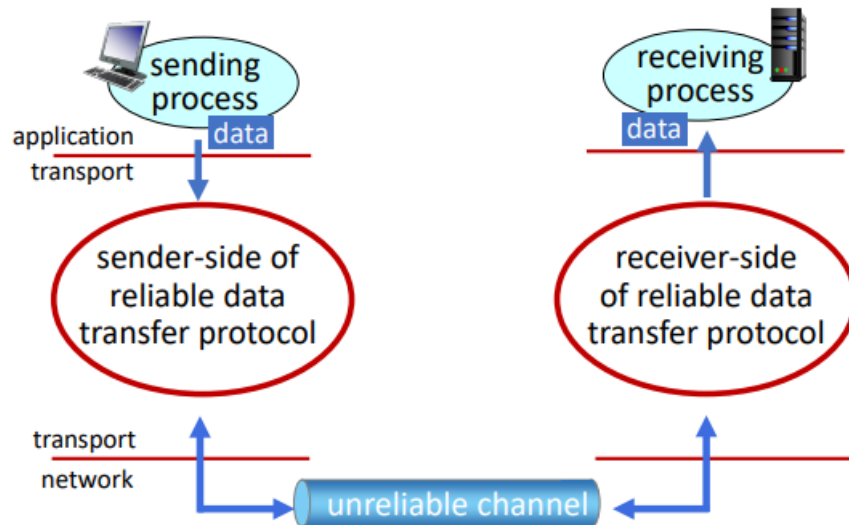 sending
process
data
application
transport
receiving
process
data
sender-side of
reliable data
transfer protocol
receiver-side
of reliable data
transfer protocol
transport
network
unreliable channel